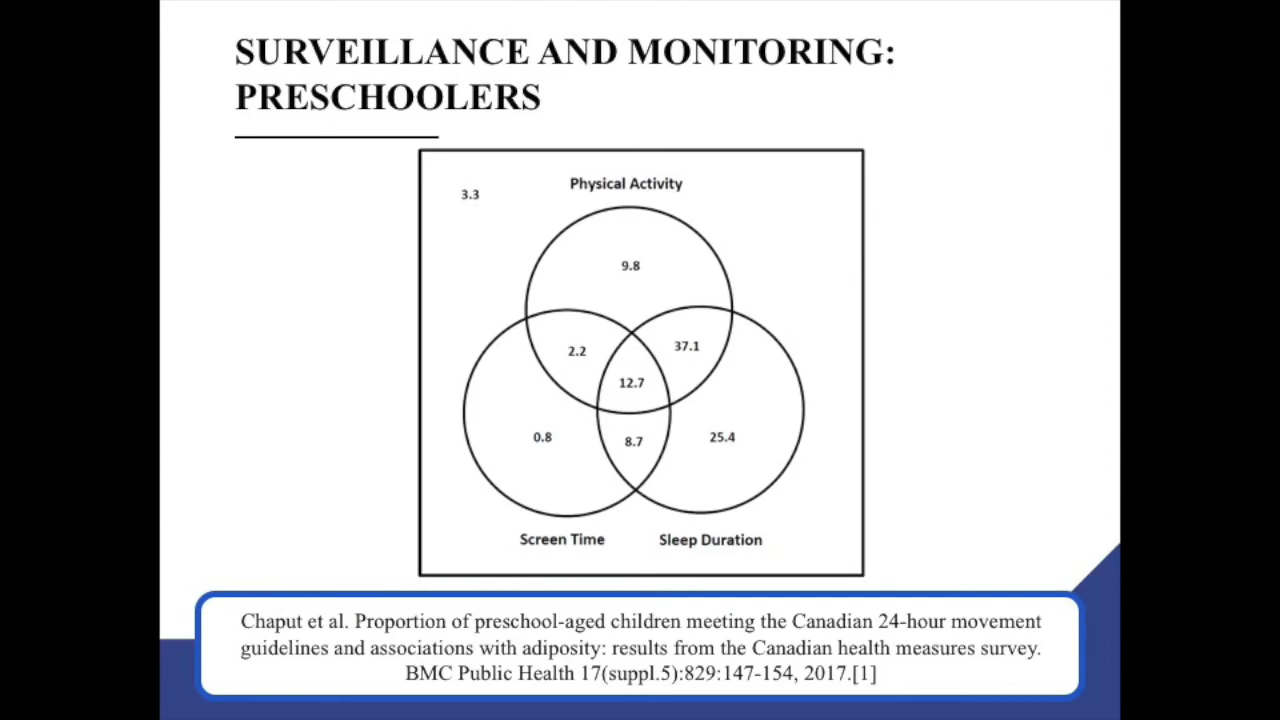 SURVEILLANCE AND MONITORING:
PRESCHOOLERS
3.3
Physical Activity
9.8
2.2
37.1
12.7
0.8
8.7
25.4
Screen Time
Sleep Duration
Chaput et al. Proportion of preschool-aged children meeting the Canadian 24-hour movement
guidelines and associations with adiposity: results from the Canadian health measures survey.
BMC Public Health 17(suppl.5):829:147-154, 2017.[1]